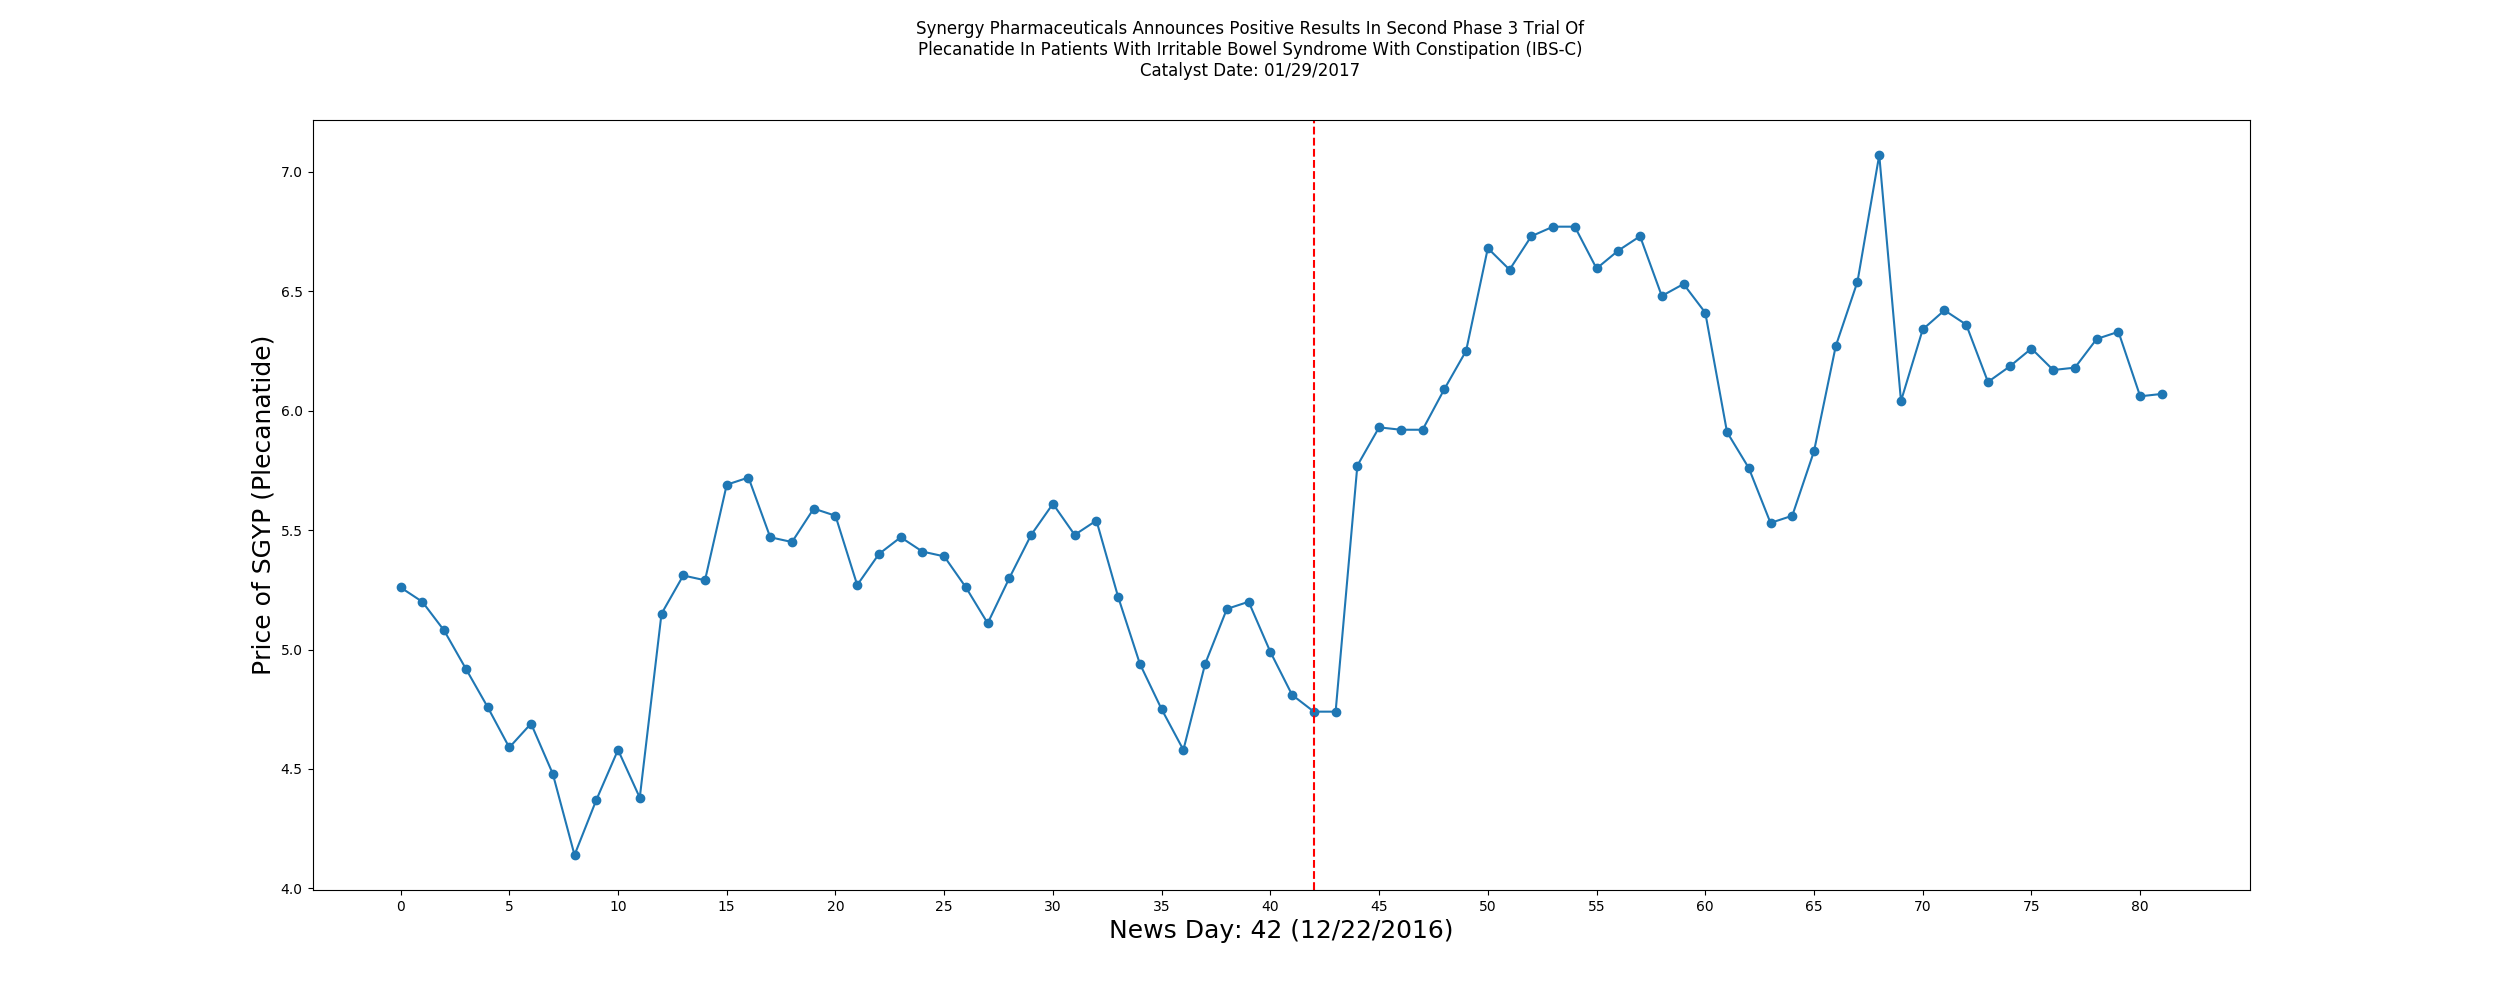 Synergy Pharmaceuticals Announces Positive Results In Second Phase 3 Trial Of
Plecanatide In Patients With Irritable Bowel Syndrome With Constipation (IBS-C)
Catalyst Date: 01/29/2017
Price of SGYP (Plecanatide)
7.0
6.5
6.0
5.5
5.0
4.5
4.0
0 5 10 15 20 25 30 35 40 45 50 55 60 65 70 75 80
News Day: 42 (12/22/2016)